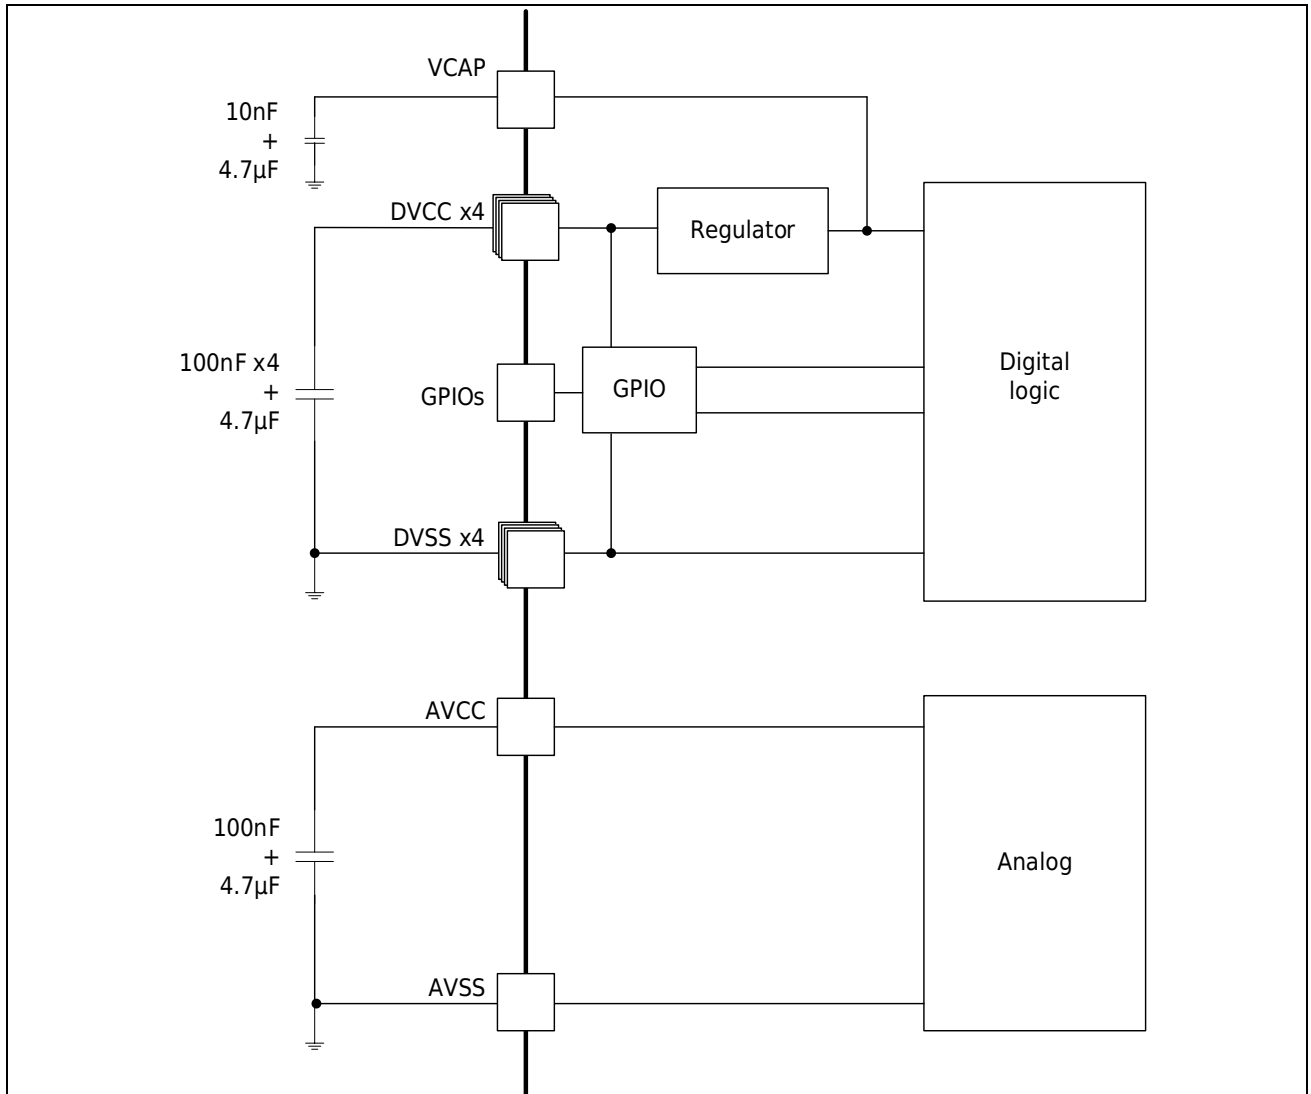 VCAP
10nF
+
4.7µF
DVCC x4
Regulator
100nF x4
+
4.7µF
GPIOs
GPIO
Digital
logic
DVSS x4
AVCC
100nF
+
4.7µF
Analog
AVSS